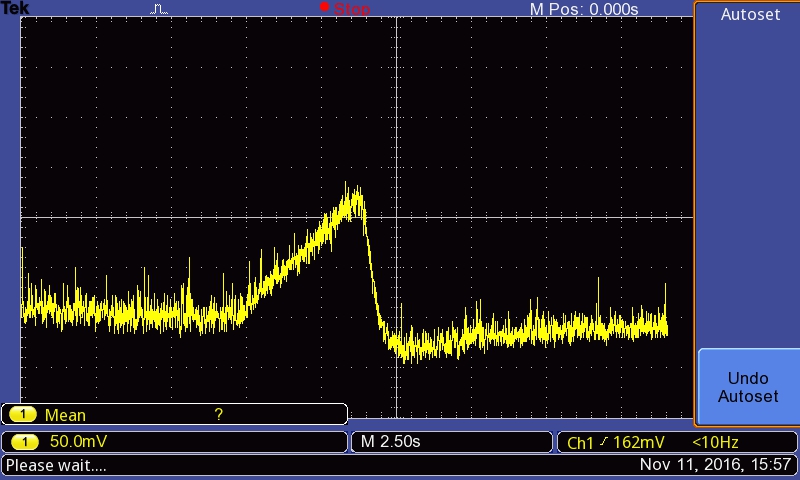 Tek Stop M Pos: 0.000s Autoset
Undo
Autoset
1 Mean ?
1 50.0mV M 2.50s Ch1 162mV <10Hz
Please wait.... Nov 11, 2016, 15:57